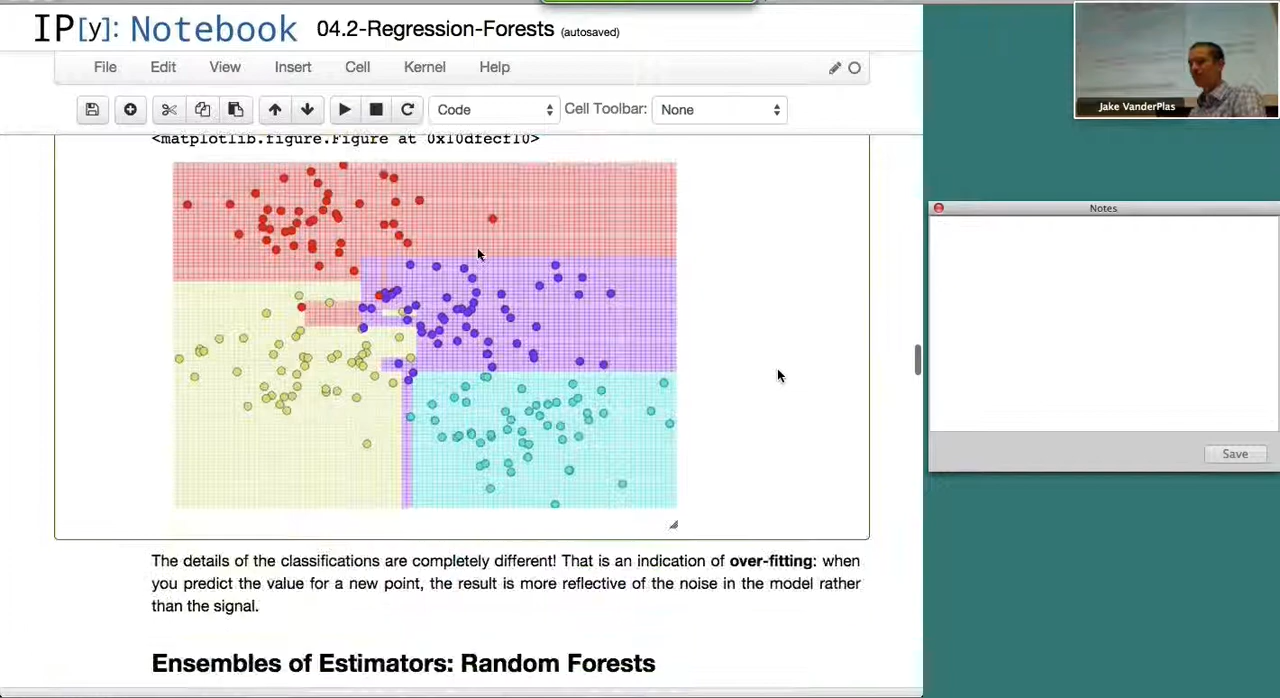 IP[y]: Notebook 04.2-Regression-Forests (autosaved)
File Edit View Insert Cell Kernel Help
Code Cell Toolbar: None
<matplotlib.figure.Figure at 0x10dfecf10>
The details of the classifications are completely different! That is an indication of over-fitting: when
you predict the value for a new point, the result is more reflective of the noise in the model rather
than the signal.
Ensembles of Estimators: Random Forests
Jake VanderPlas
Notes
Save